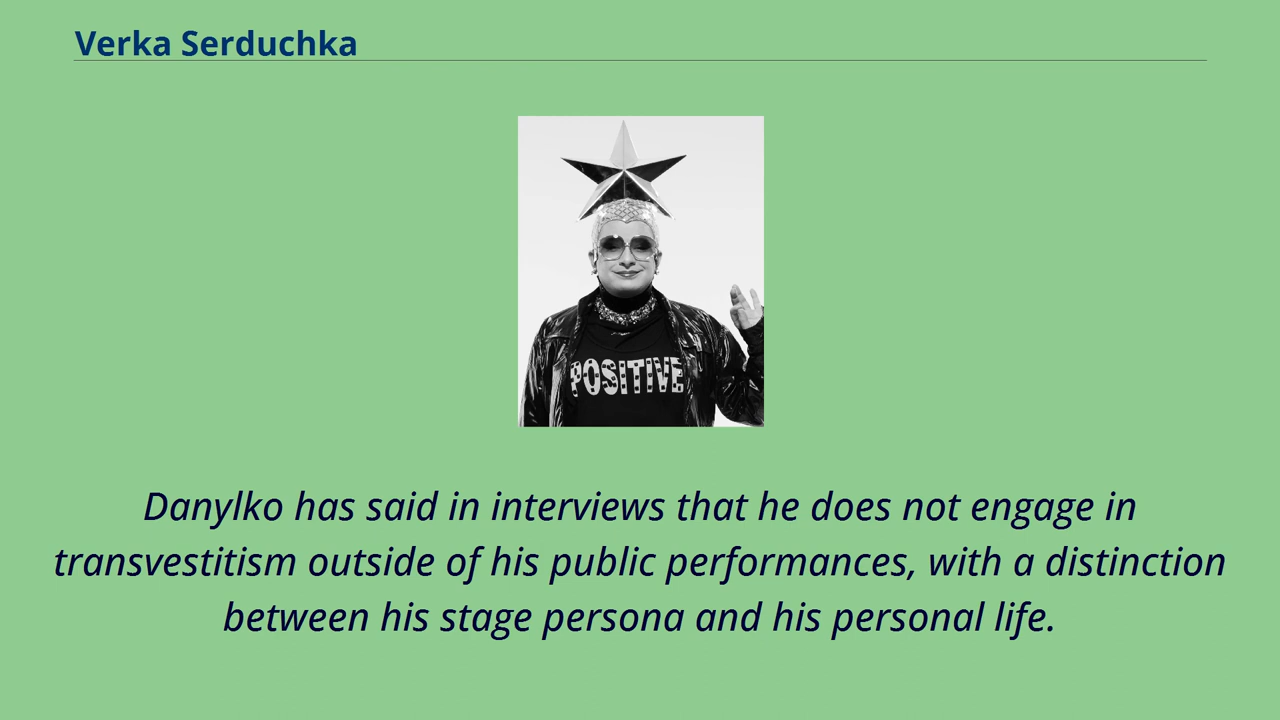 Verka Serduchka
POSITIVE
Danylko has said in interviews that he does not engage in
transvestitism outside of his public performances, with a distinction
between his stage persona and his personal life.